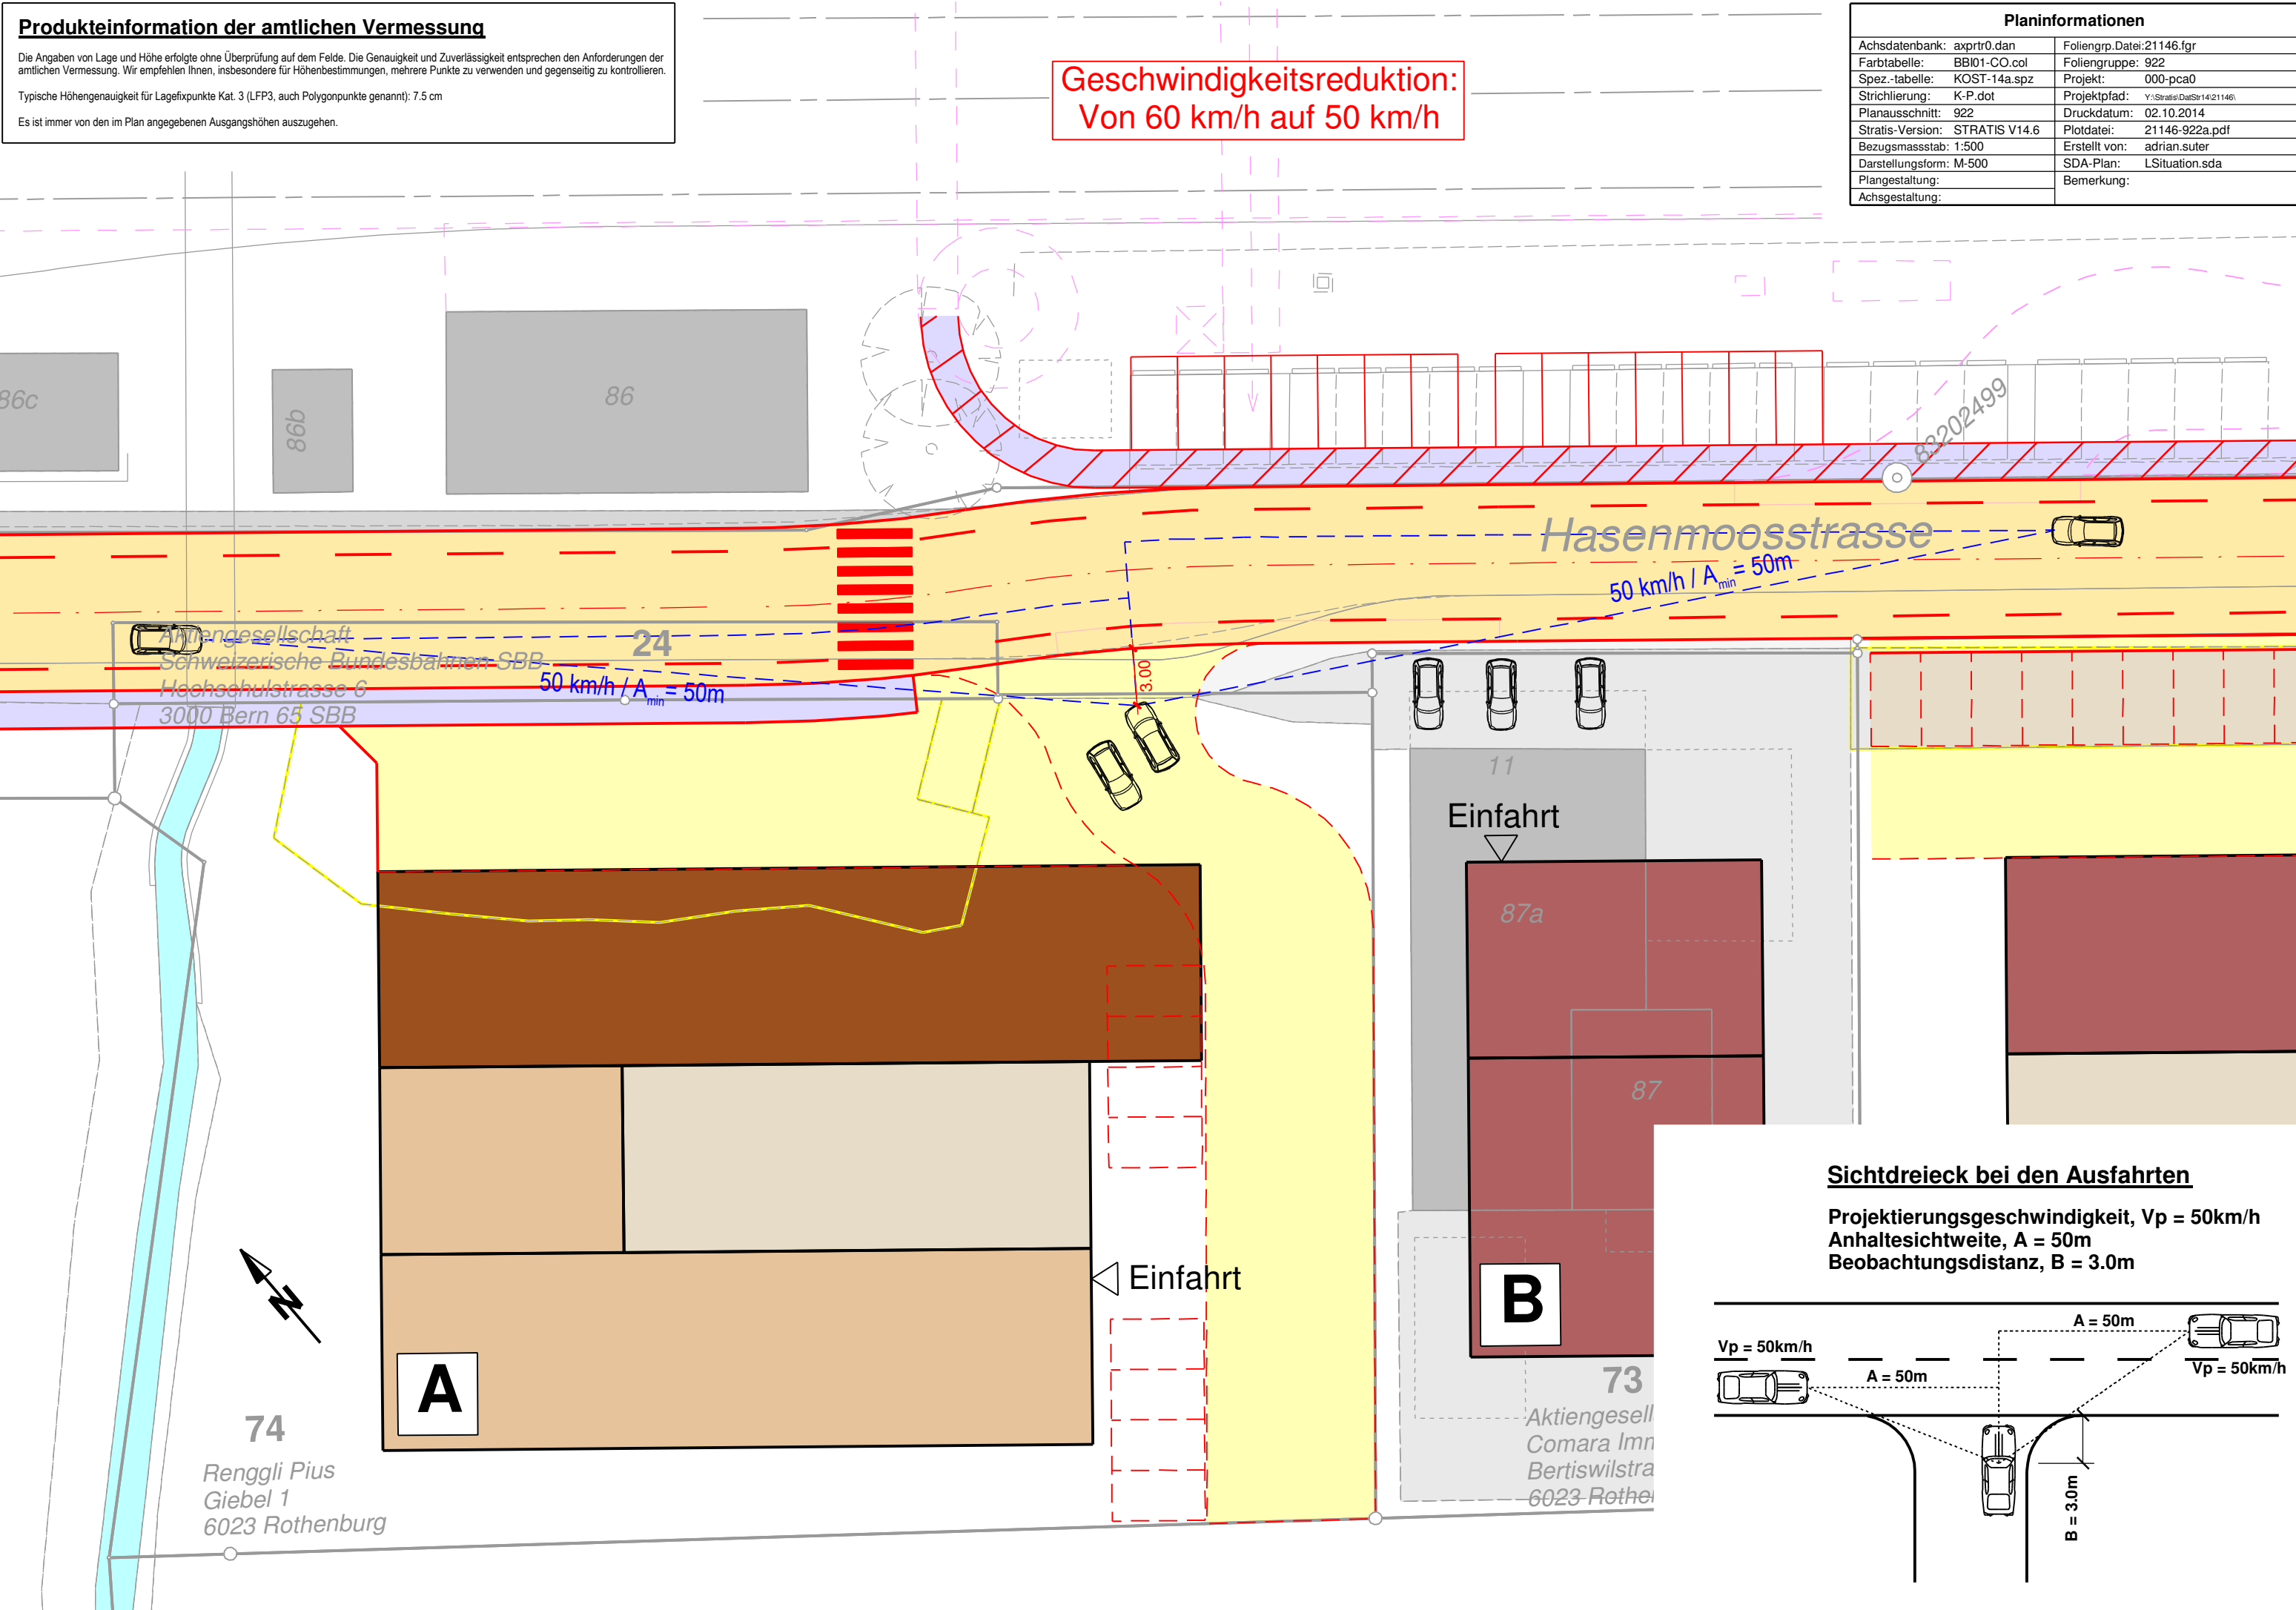 Produkteinformation der amtlichen Vermessung
Die Angaben von Lage und Höhe erfolgte ohne Überprüfung auf dem Felde. Die Genauigkeit und Zuverlässigkeit entsprechen den Anforderungen der
amtlichen Vermessung. Wir empfehlen Ihnen, insbesondere für Höhenbestimmungen, mehrere Punkte zu verwenden und gegenseitig zu kontrollieren.
Typische Höhengenauigkeit für Lagefixpunkte Kat. 3 (LFP3, auch Polygonpunkte genannt): 7.5 cm
Es ist immer von den im Plan angegebenen Ausgangshöhen auszugehen.
Geschwindigkeitsreduktion:
Von 60 km/h auf 50 km/h
Planinformationen
Achsdatenbank: axprtr0.dan Foliengrp.Datei:21146.fgr
Farbtabelle: BBI01-CO.col Foliengruppe: 922
Spez.-tabelle: KOST-14a.spz Projekt: 000-pca0
Strichlierung: K-P.dot Projektpfad: Y:\Stratis\DatStr14\21146\
Planausschnitt: 922 Druckdatum: 02.10.2014
Stratis-Version: STRATIS V14.6 Plotdatei: 21146-922a.pdf
Bezugsmassstab: 1:500 Erstellt von: adrian.suter
Darstellungsform: M-500 SDA-Plan: LSituation.sda
Plangestaltung: Bemerkung:
Achsgestaltung:
86c
86b
86
83202499
Hasenmoosstrasse
50 km/h / Amin = 50m
Aktiengesellschaft
Schweizerische Bundesbahnen SBB
Hochschulstrasse 6
3000 Bern 65 SBB
24
50 km/h / Amin = 50m
3.00
11
Einfahrt
87a
87
Einfahrt
N
A
B
74
Renggli Pius
Giebel 1
6023 Rothenburg
73
Aktiengesell
Comara Imm
Bertiswilstra
6023 Rothe
Sichtdreieck bei den Ausfahrten
Projektierungsgeschwindigkeit, Vp = 50km/h
Anhaltesichtweite, A = 50m
Beobachtungsdistanz, B = 3.0m
A = 50m
Vp = 50km/h
Vp = 50km/h
A = 50m
B = 3.0m